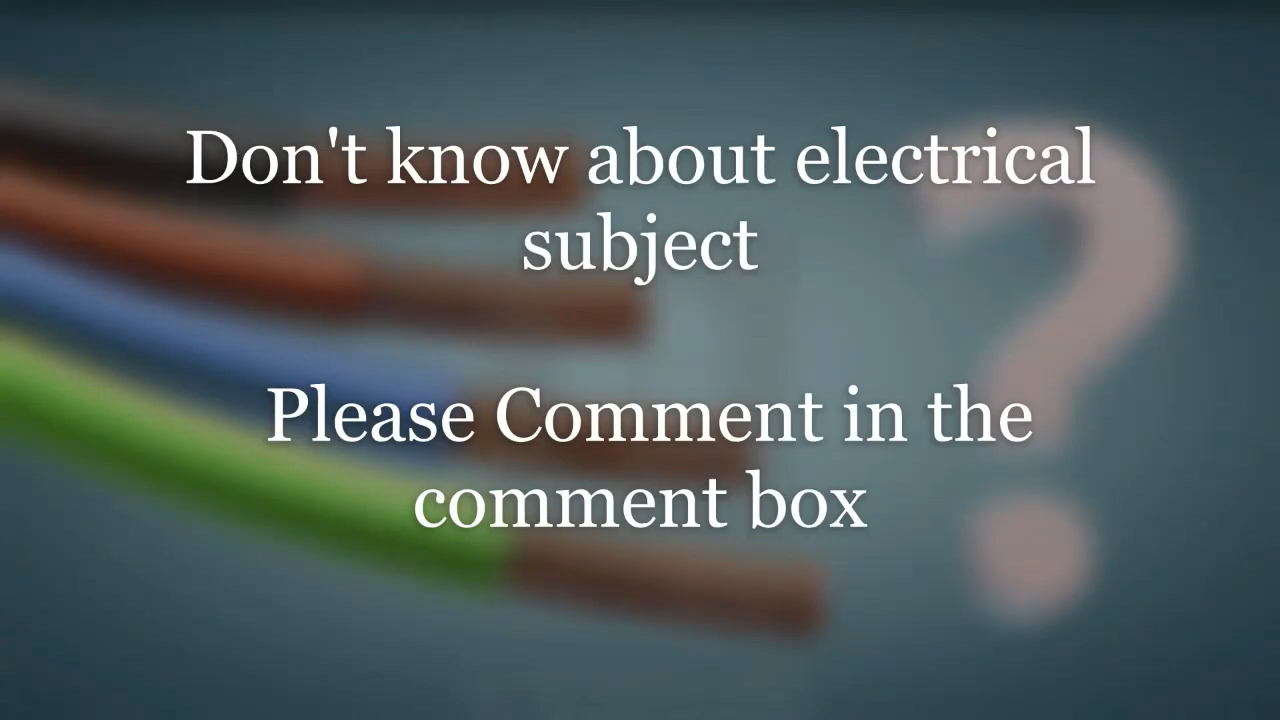 Don't know about electrical
subject
Please Comment in the
comment box